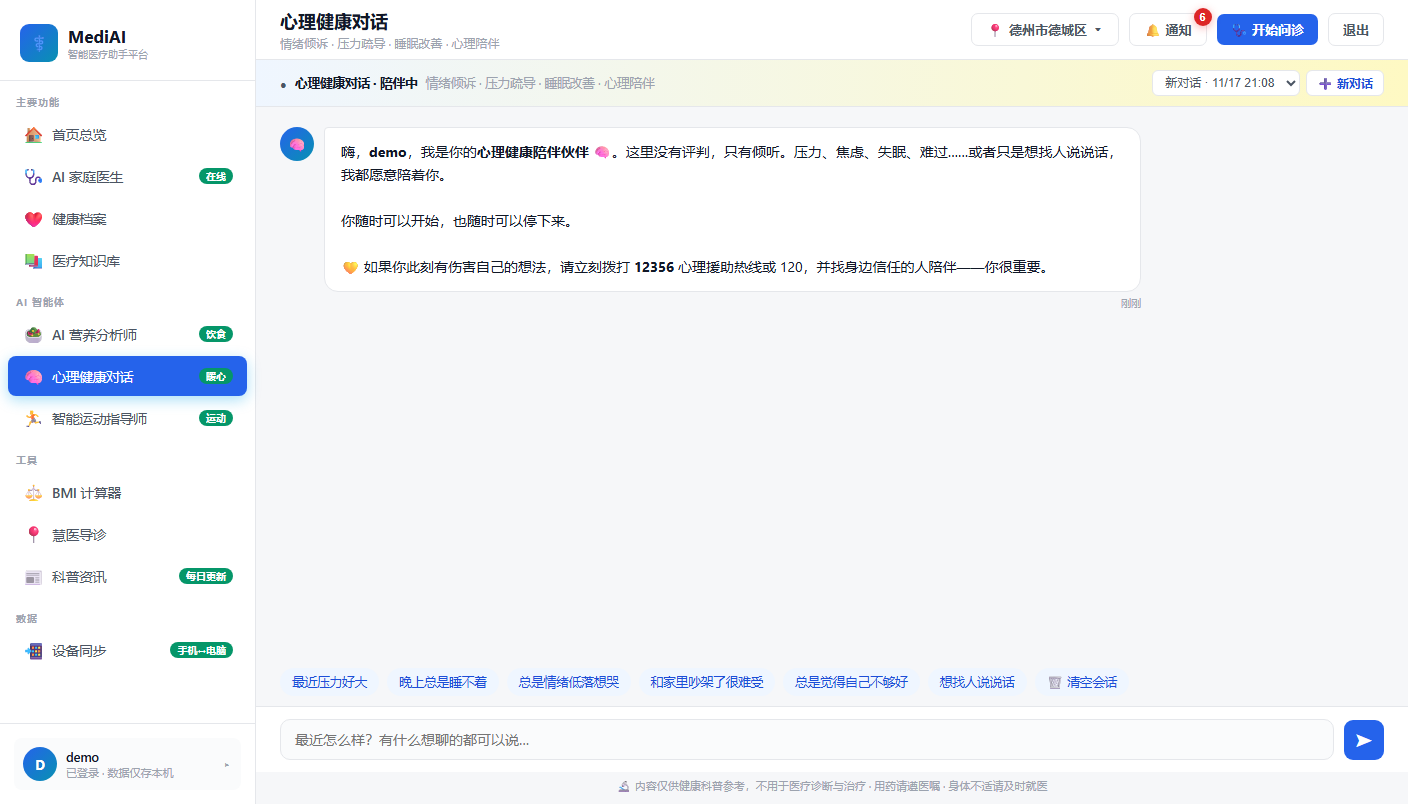 MediAI
智能医疗助手平台
主要功能
首页总览
AI 家庭医生
在线
健康档案
医疗知识库
AI 智能体
AI 营养分析师
饮食
心理健康对话
暖心
智能运动指导师
运动
工具
BMI 计算器
慧医导诊
科普资讯
每日更新
数据
设备同步
手机↔电脑
D
demo
已登录 · 数据仅存本机
心理健康对话
情绪倾诉 · 压力疏导 · 睡眠改善 · 心理陪伴
德州市德城区
通知
6
开始问诊
退出
心理健康对话 · 陪伴中 情绪倾诉 · 压力疏导 · 睡眠改善 · 心理陪伴
新对话 · 11/17 21:08
新对话
嗨，demo，我是你的心理健康陪伴伙伴 🧠。这里没有评判，只有倾听。压力、焦虑、失眠、难过……或者只是想找人说说话，
我都愿意陪着你。
你随时可以开始，也随时可以停下来。
💛 如果你此刻有伤害自己的想法，请立刻拨打 12356 心理援助热线或 120，并找身边信任的人陪伴——你很重要。
刚刚
最近压力好大
晚上总是睡不着
总是情绪低落想哭
和家里吵架了很难受
总是觉得自己不够好
想找人说说话
清空会话
最近怎么样？有什么想聊的都可以说...
内容仅供健康科普参考，不用于医疗诊断与治疗 · 用药请遵医嘱 · 身体不适请及时就医